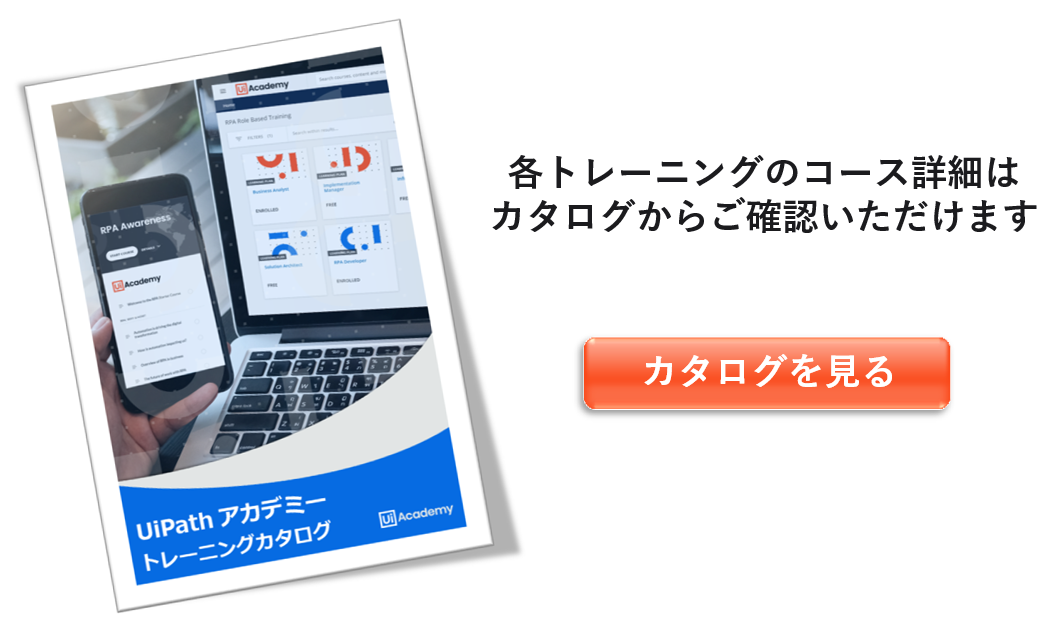 各トレーニングのコース詳細は
カタログからご確認いただけます
カタログを見る
UiPath アカデミー
トレーニングカタログ
Ui Academy
Ui Academy
RPA Role Based Training
FILTERS
Business Analyst
ENROLLED
Implementation
Manager
FREE
Solution Architect
FREE
RPA Developer
ENROLLED
RPA Awareness
Ui Academy